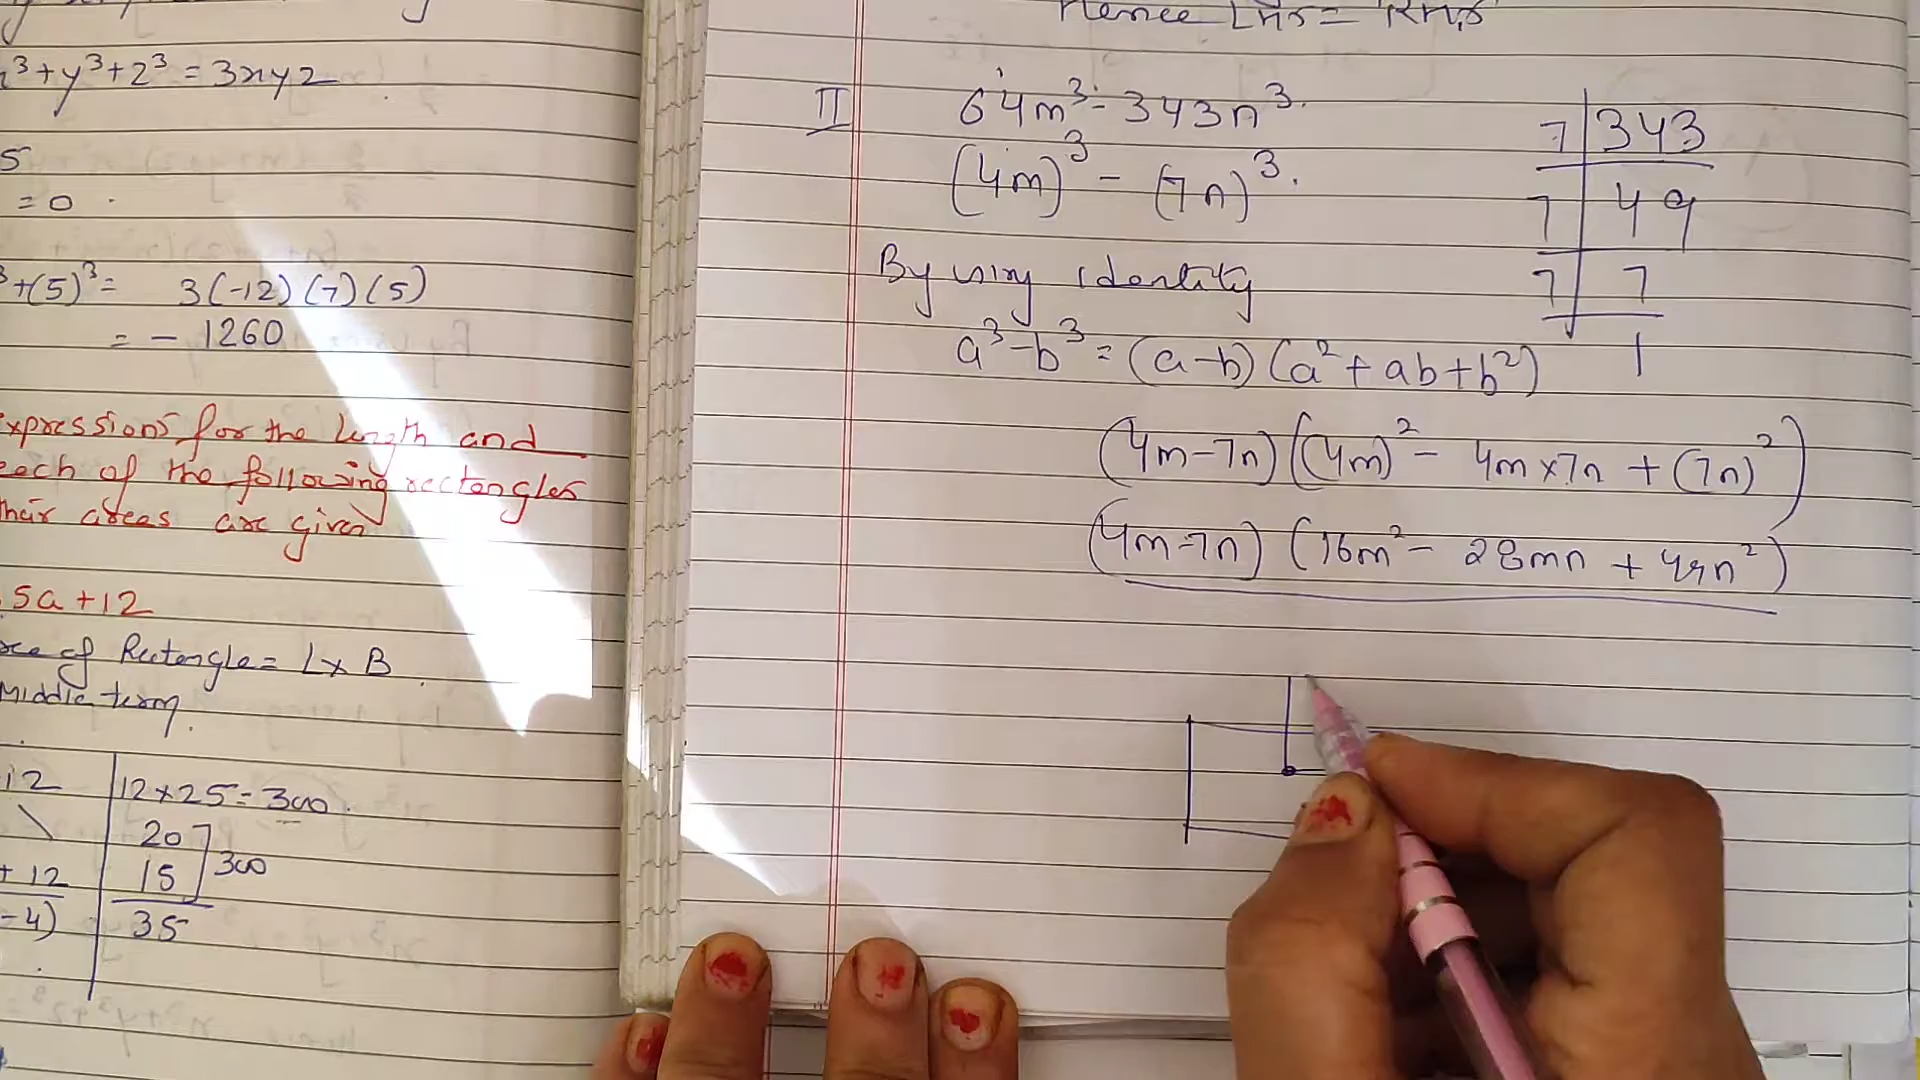 ³+y³+z³=3xyz
5
=0
³+(5)³= 3(-12)(7)(5)
= - 1260
expressions for the length and
each of the following rectangles
their areas are given
5a+12
of Rectangle= L×B
Middle term.
12
+ 12
-4)
12×25=300
20
15
300
35
Hence LHS= RHS
II 64m³-343n³
(4m)³ - (7n)³.
By using identity
a³-b³=(a-b)(a²+ab+b²)
(4m-7n)((4m)² - 4m×7n + (7n)²)
(4m-7n) (16m² - 28mn + 49n²)
7 343
7 49
7 7
1